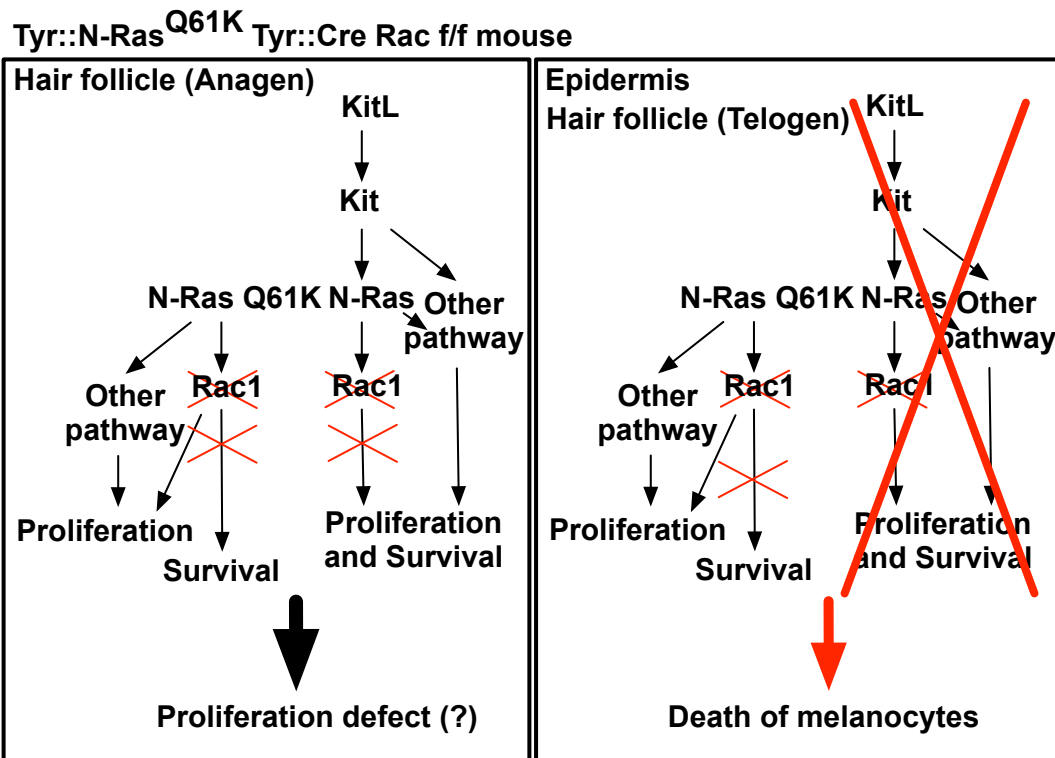 Tyr::N-Ras^Q61K Tyr::Cre Rac f/f mouse
Hair follicle (Anagen)
KitL
Kit
N-Ras Q61K N-Ras Other
pathway
Other
pathway
Rac1
Rac1
Proliferation
Survival
Proliferation
and Survival
Proliferation defect (?)
Epidermis
Hair follicle (Telogen)
KitL
Kit
N-Ras Q61K N-Ras Other
pathway
Other
pathway
Rac1
Rac1
Proliferation
Survival
Proliferation
and Survival
Death of melanocytes